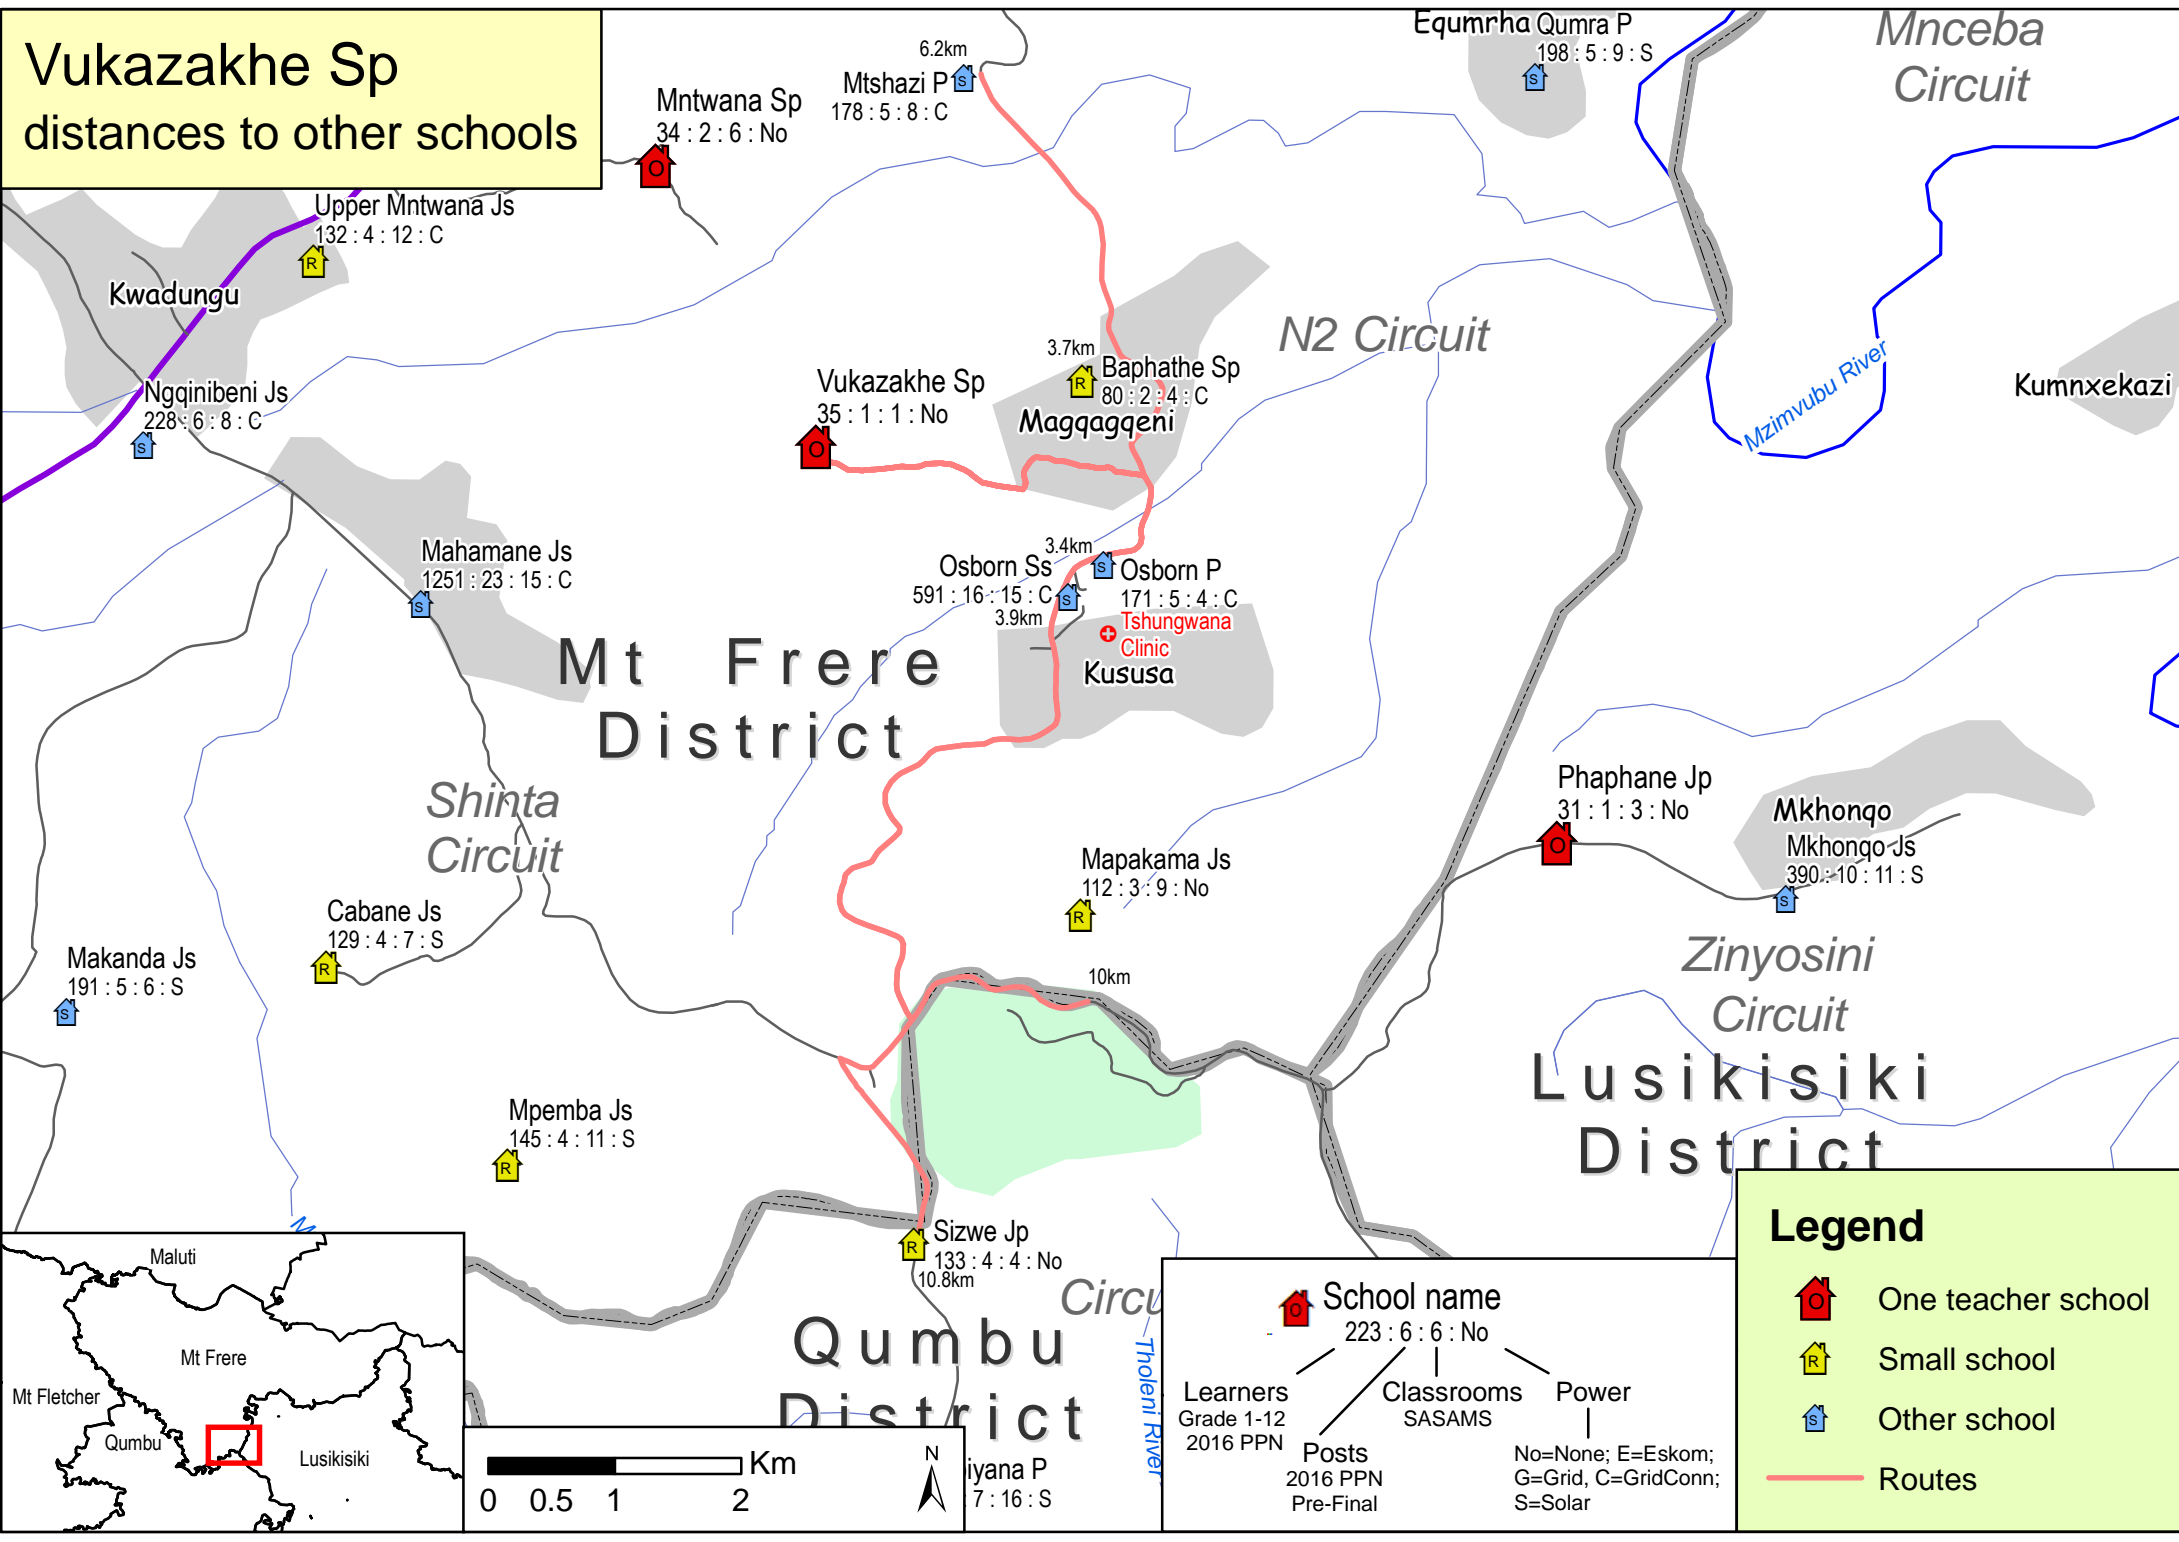 Vukazakhe Sp
distances to other schools
Equmrha
Qumra P
198 : 5 : 9 : S
Mnceba
Circuit
6.2km
Mtshazi P
178 : 5 : 8 : C
S
S
Mntwana Sp
34 : 2 : 6 : No
O
Upper Mntwana Js
132 : 4 : 12 : C
R
Kwadungu
N2 Circuit
3.7km
Baphathe Sp
80 : 2 : 4 : C
R
Magqagqeni
Mzimvubu River
Kumnxekazi
Vukazakhe Sp
35 : 1 : 1 : No
O
Ngqinibeni Js
228 : 6 : 8 : C
S
Mahamane Js
1251 : 23 : 15 : C
S
3.4km
Osborn Ss
591 : 16 : 15 : C
3.9km
S
S
Osborn P
171 : 5 : 4 : C
Tshungwana
Clinic
Kususa
Mt Frere
District
Shinta
Circuit
Phaphane Jp
31 : 1 : 3 : No
O
Mkhonqo
Mkhonqo Js
390 : 10 : 11 : S
S
Mapakama Js
112 : 3 : 9 : No
R
Cabane Js
129 : 4 : 7 : S
R
Makanda Js
191 : 5 : 6 : S
S
10km
Zinyosini
Circuit
Lusikisiki
District
Mpemba Js
145 : 4 : 11 : S
R
M
Sizwe Jp
133 : 4 : 4 : No
10.8km
R
Circu
Qumbu
District
Tholeni River
iyana P
: 7 : 16 : S
Maluti
Mt Frere
Mt Fletcher
Qumbu
Lusikisiki
Km
0 0.5 1 2
N
O
School name
223 : 6 : 6 : No
Learners
Grade 1-12
2016 PPN
Posts
2016 PPN
Pre-Final
Classrooms
SASAMS
Power
No=None; E=Eskom;
G=Grid, C=GridConn;
S=Solar
Legend
O One teacher school
R Small school
S Other school
Routes